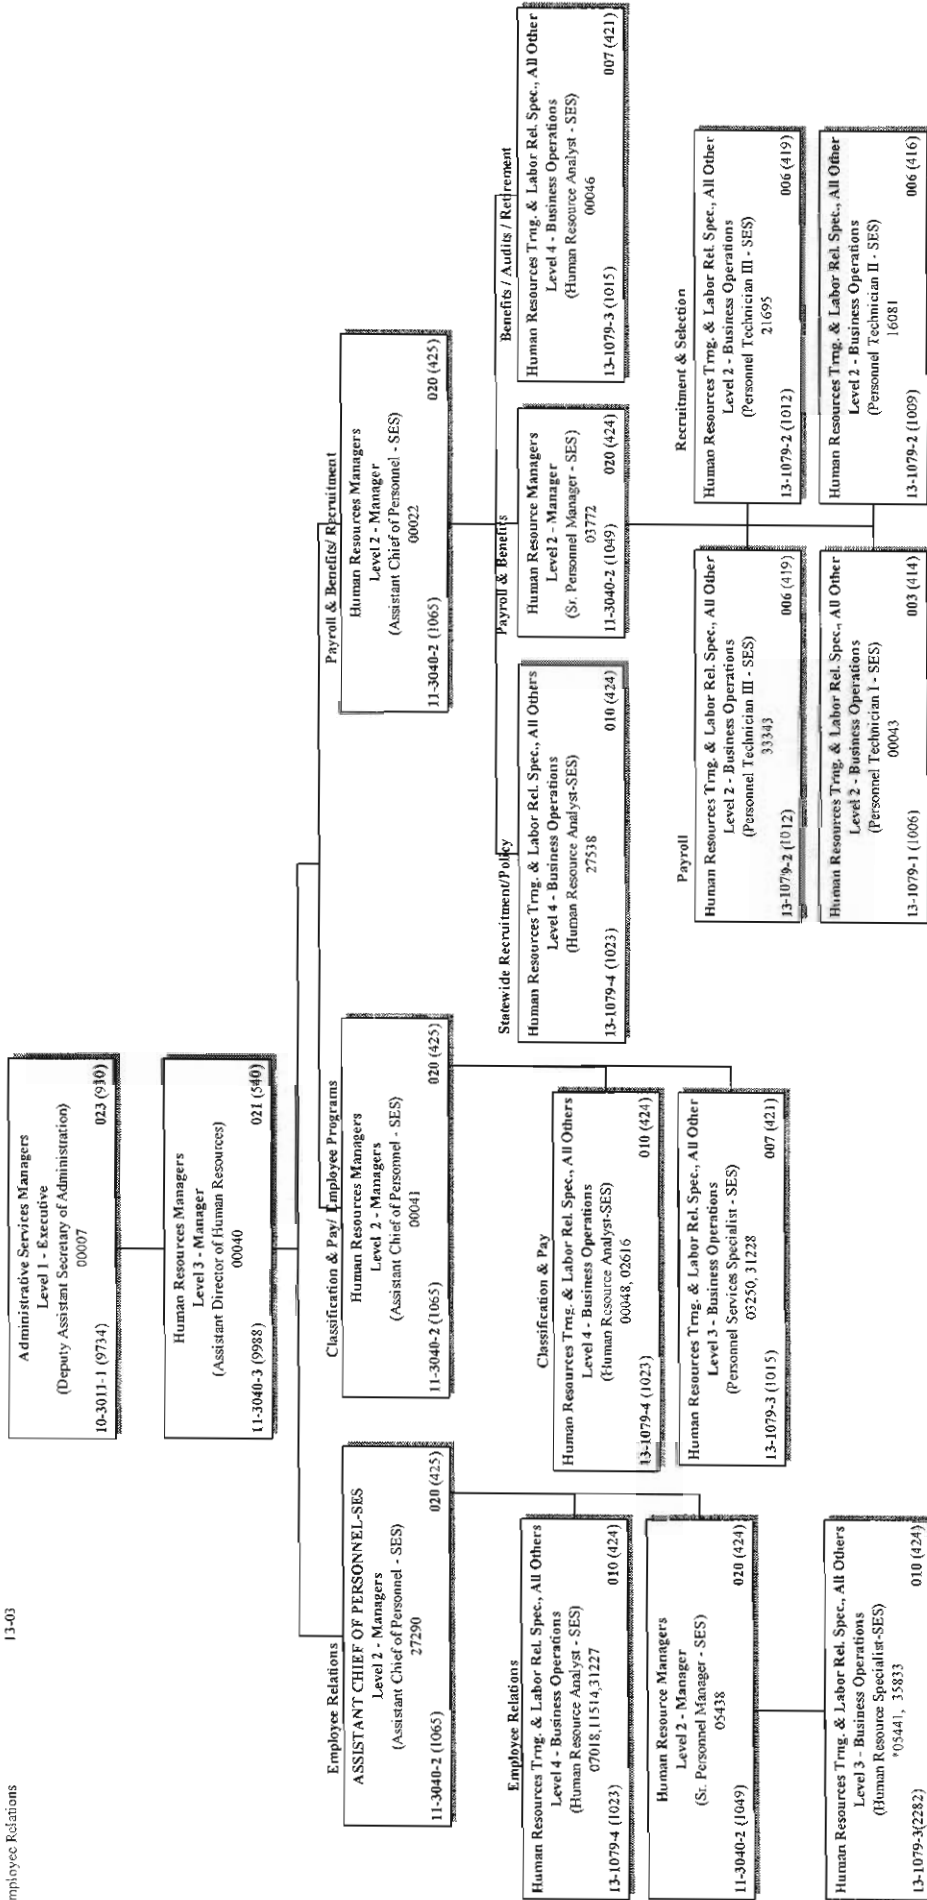 mployee Relations
13-03
Administrative Services Managers
Level 1 - Executive
(Deputy Assistant Secretary of Administration)
00007
10-3011-1 (9734) 023 (930)
Human Resources Managers
Level 3 - Manager
(Assistant Director of Human Resources)
00040
11-3040-3 (9988) 021 (540)
Employee Relations
ASSISTANT CHIEF OF PERSONNEL-SES
Level 2 - Managers
(Assistant Chief of Personnel - SES)
27290
11-3040-2 (1065) 020 (425)
Classification & Pay/ Employee Programs
Human Resources Managers
Level 2 - Managers
(Assistant Chief of Personnel - SES)
00041
11-3040-2 (1065) 020 (425)
Payroll & Benefits/ Recruitment
Human Resources Managers
Level 2 - Manager
(Assistant Chief of Personnel - SES)
00022
11-3040-2 (1065) 020 (425)
Employee Relations
Human Resources Trng. & Labor Rel. Spec., All Others
Level 4 - Business Operations
(Human Resource Analyst - SES)
07018,11514,31227
13-1079-4 (1023) 010 (424)
Human Resource Managers
Level 2 - Manager
(Sr. Personnel Manager - SES)
05438
11-3040-2 (1049) 020 (424)
Human Resources Trng. & Labor Rel. Spec., All Others
Level 3 - Business Operations
(Human Resource Specialist-SES)
*05441, 35833
13-1079-3(2282) 010 (424)
Classification & Pay
Human Resources Trng. & Labor Rel. Spec., All Others
Level 4 - Business Operations
(Human Resource Analyst-SES)
00048, 02616
13-1079-4 (1023) 010 (424)
Human Resources Trng. & Labor Rel. Spec., All Other
Level 3 - Business Operations
(Personnel Services Specialist - SES)
03250, 31228
13-1079-3 (1015) 007 (421)
Statewide Recruitment/Policy
Human Resources Trng. & Labor Rel. Spec., All Others
Level 4 - Business Operations
(Human Resource Analyst-SES)
27538
13-1079-4 (1023) 010 (424)
Payroll & Benefits
Human Resource Managers
Level 2 - Manager
(Sr. Personnel Manager - SES)
03772
11-3040-2 (1049) 020 (424)
Benefits / Audits / Retirement
Human Resources Trng. & Labor Rel. Spec., All Other
Level 4 - Business Operations
(Human Resource Analyst - SES)
00046
13-1079-3 (1015) 007 (421)
Payroll
Human Resources Trng. & Labor Rel. Spec., All Other
Level 2 - Business Operations
(Personnel Technician III - SES)
33343
13-1079-2 (1012) 006 (419)
Human Resources Trng. & Labor Rel. Spec., All Other
Level 2 - Business Operations
(Personnel Technician I - SES)
00043
13-1079-1 (1006) 003 (414)
Recruitment & Selection
Human Resources Trng. & Labor Rel. Spec., All Other
Level 2 - Business Operations
(Personnel Technician III - SES)
21695
13-1079-2 (1012) 006 (419)
Human Resources Trng. & Labor Rel. Spec., All Other
Level 2 - Business Operations
(Personnel Technician II - SES)
16081
13-1079-2 (1009) 006 (416)